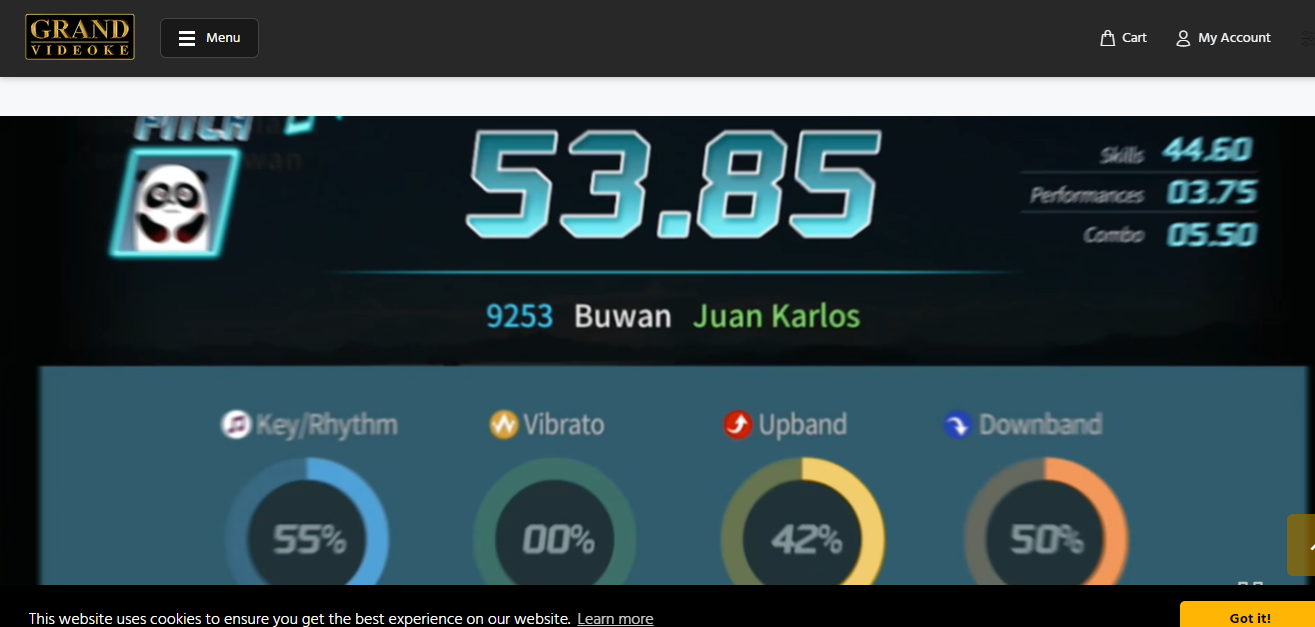 GRAND
VIDEOKE
Menu
Cart
My Account
53.85
Skills 44.60
Performances 03.75
Combo 05.50
9253 Buwan Juan Karlos
Key/Rhythm
Vibrato
Upband
Downband
55%
00%
42%
50%
This website uses cookies to ensure you get the best experience on our website. Learn more
Got it!